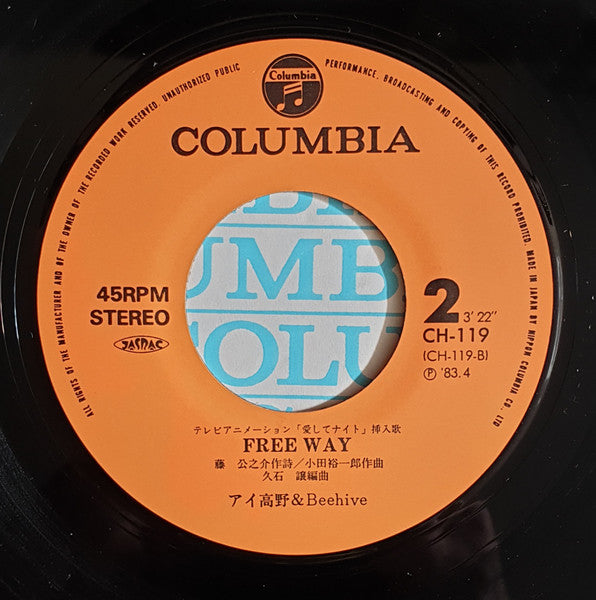 ALL RIGHTS OF THE MANUFACTURER AND OF THE OWNER OF THE RECORDED WORK RESERVED. UNAUTHORIZED PUBLIC PERFORMANCE, BROADCASTING AND COPYING OF THIS RECORD PROHIBITED. MADE IN JAPAN BY NIPPON COLUMBIA CO., LTD
Columbia
COLUMBIA
UMB
COLU
45RPM
STEREO
JASRAC
2 3'22"
CH-119
(CH-119-B)
Ⓟ '83.4
テレビアニメーション「愛してナイト」挿入歌
FREE WAY
藤 公之介作詩／小田裕一郎作曲
久石 譲編曲
アイ高野&Beehive